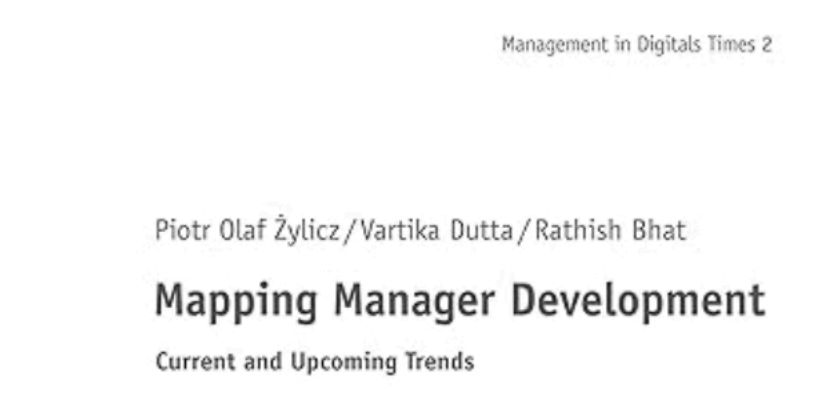 Management in Digitals Times 2
Piotr Olaf Żylicz/Vartika Dutta/Rathish Bhat
Mapping Manager Development
Current and Upcoming Trends